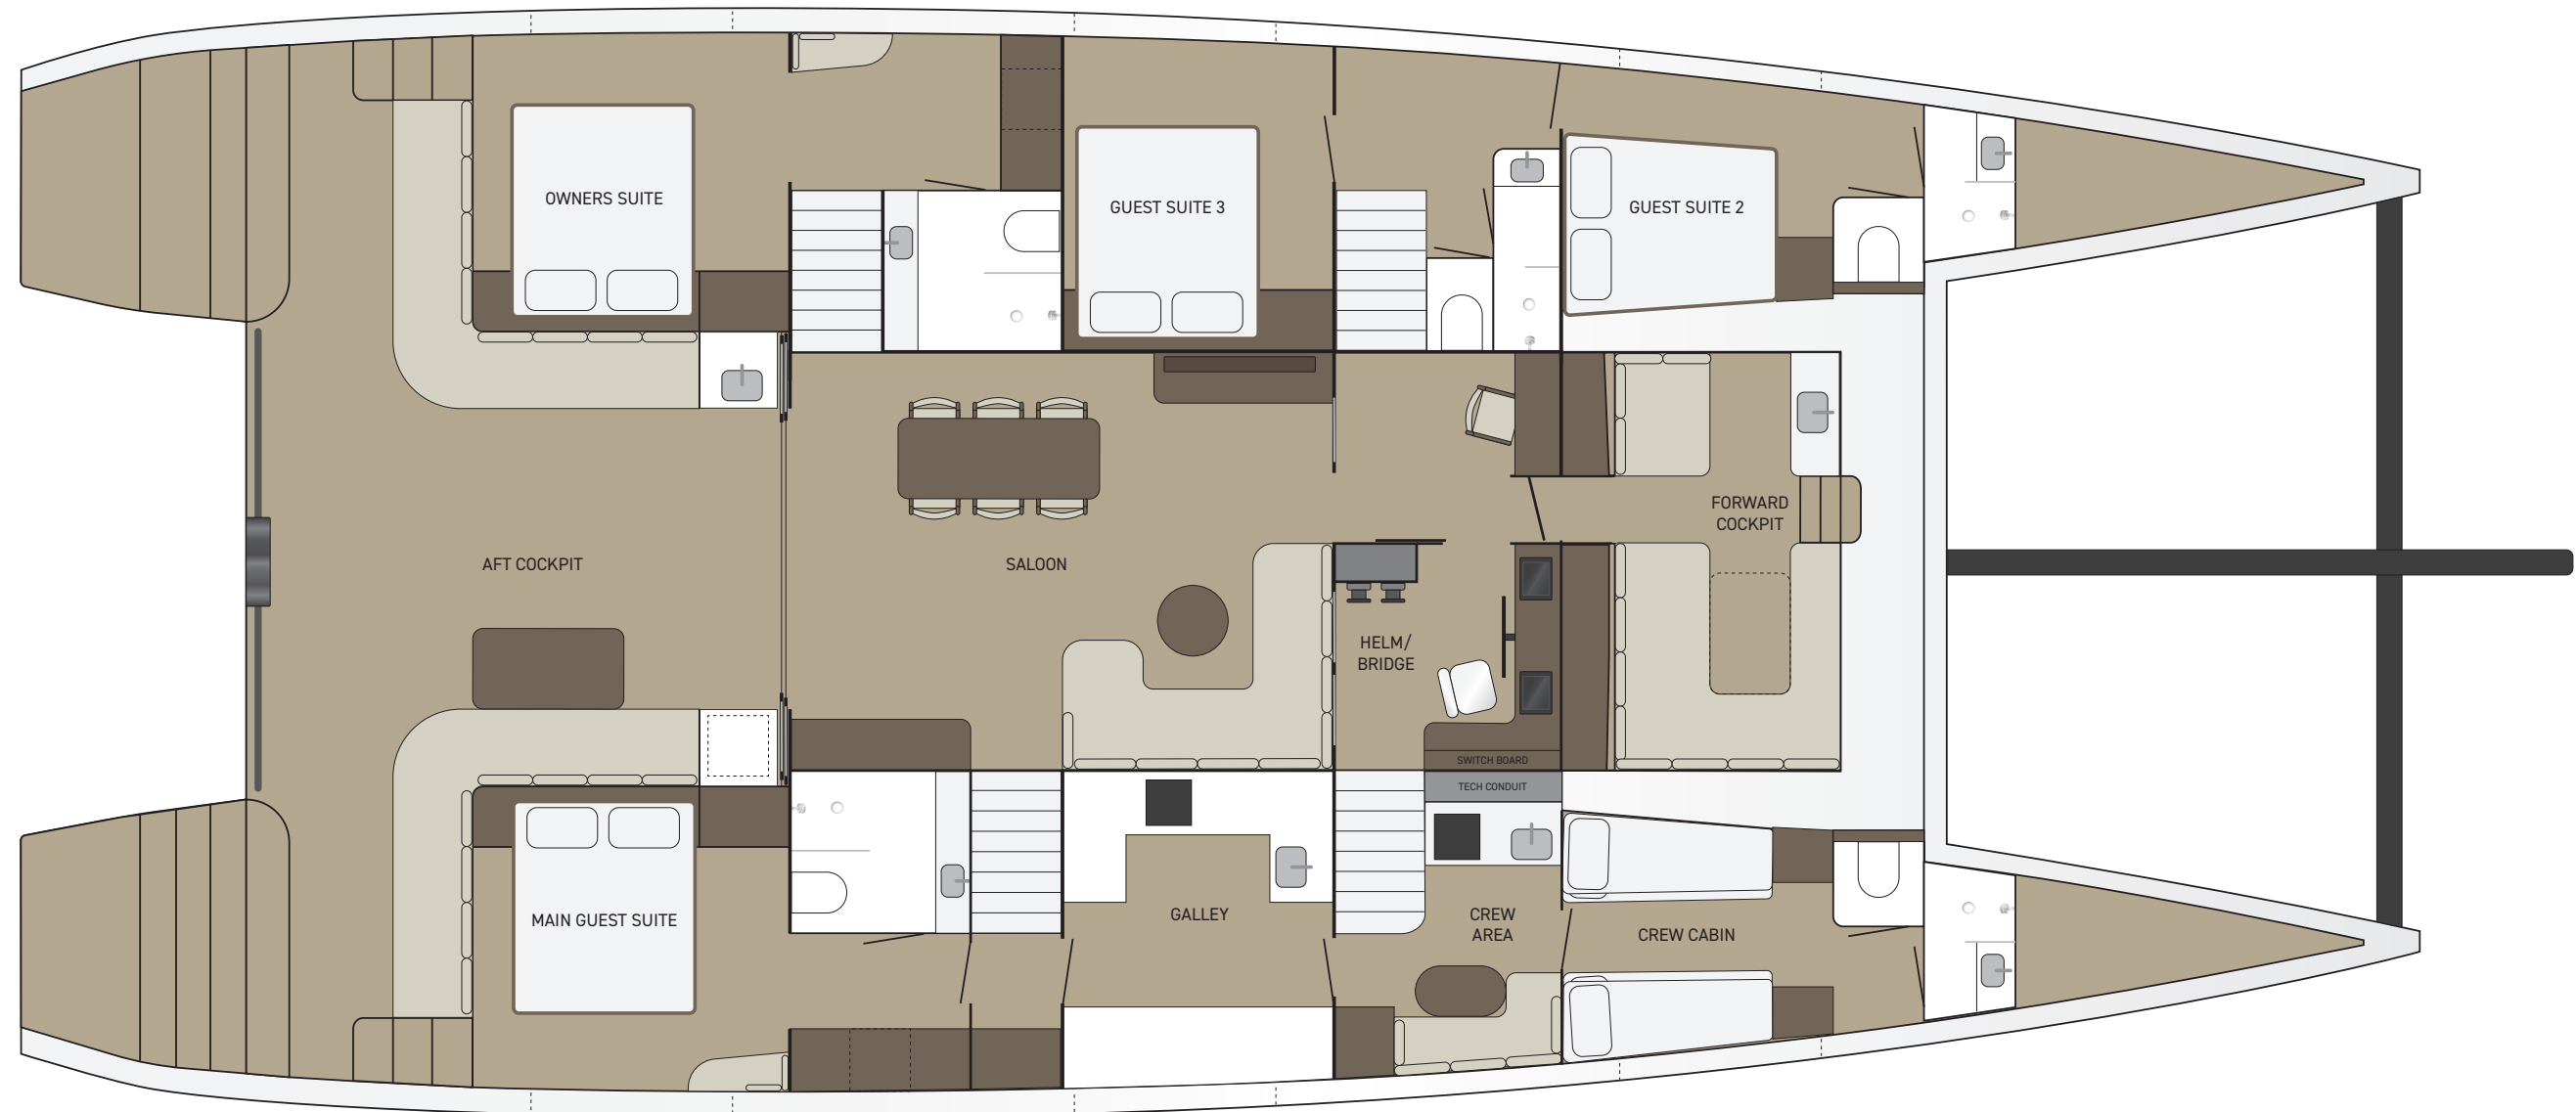 OWNERS SUITE
GUEST SUITE 3
GUEST SUITE 2
FORWARD
COCKPIT
AFT COCKPIT
SALOON
HELM/
BRIDGE
SWITCH BOARD
TECH CONDUIT
MAIN GUEST SUITE
GALLEY
CREW
AREA
CREW CABIN